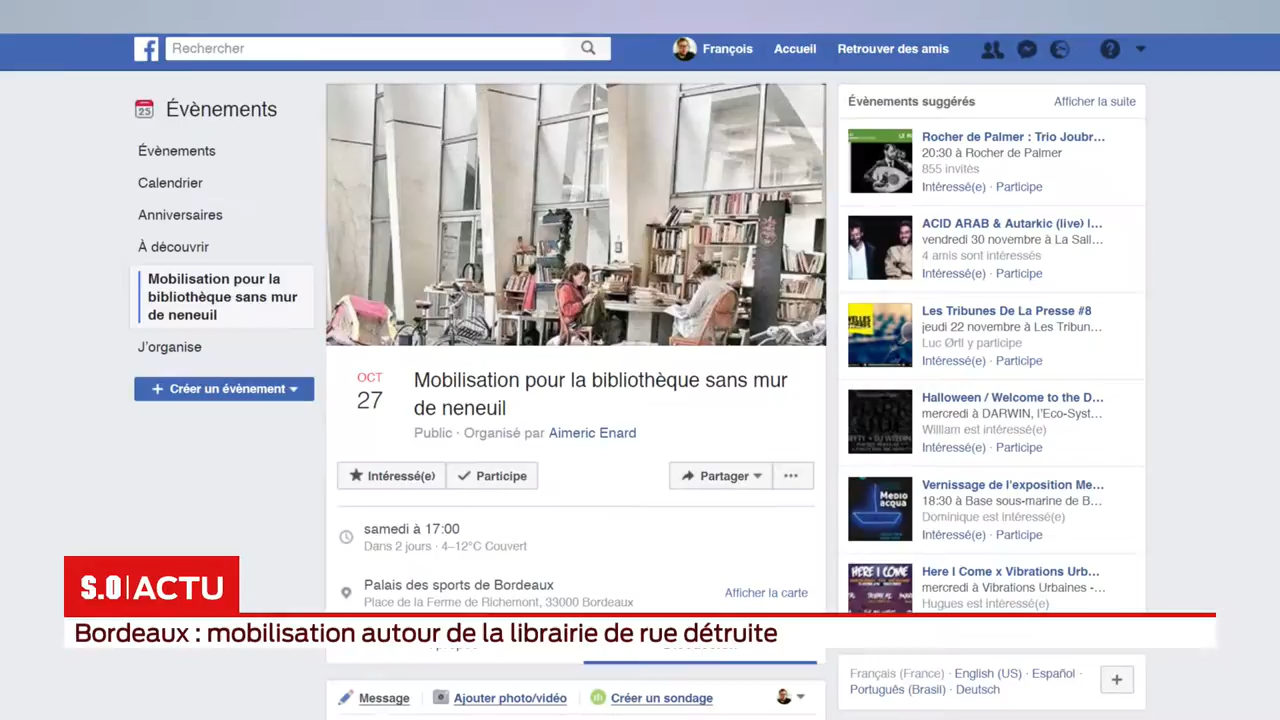 Rechercher
François
Accueil
Retrouver des amis
25
Évènements
Évènements
Calendrier
Anniversaires
À découvrir
Mobilisation pour la
bibliothèque sans mur
de neneuil
J'organise
+ Créer un évènement
OCT
27
Mobilisation pour la bibliothèque sans mur
de neneuil
Public · Organisé par Aimeric Enard
Intéressé(e)
Participe
Partager
samedi à 17:00
Dans 2 jours · 4–12°C Couvert
Palais des sports de Bordeaux
Place de la Ferme de Richemont, 33000 Bordeaux
Afficher la carte
Évènements suggérés
Afficher la suite
Rocher de Palmer : Trio Joubr...
20:30 à Rocher de Palmer
855 invités
Intéressé(e) · Participe
ACID ARAB & Autarkic (live) l...
vendredi 30 novembre à La Sall...
4 amis sont intéressés
Intéressé(e) · Participe
Les Tribunes De La Presse #8
jeudi 22 novembre à Les Tribun...
Luc Ørtl y participe
Intéressé(e) · Participe
Halloween / Welcome to the D...
mercredi à DARWIN, l'Eco-Syst...
Willlam est intéressé(e)
Intéressé(e) · Participe
Medio
acqua
Vernissage de l'exposition Me...
18:30 à Base sous-marine de B...
Dominique est intéressé(e)
Intéressé(e) · Participe
HERE I COME
Here I Come x Vibrations Urb...
mercredi à Vibrations Urbaines -...
Hugues est intéressé(e)
S.O|ACTU
Bordeaux : mobilisation autour de la librairie de rue détruite
Message
Ajouter photo/vidéo
Créer un sondage
Français (France) · English (US) · Español ·
Português (Brasil) · Deutsch
+